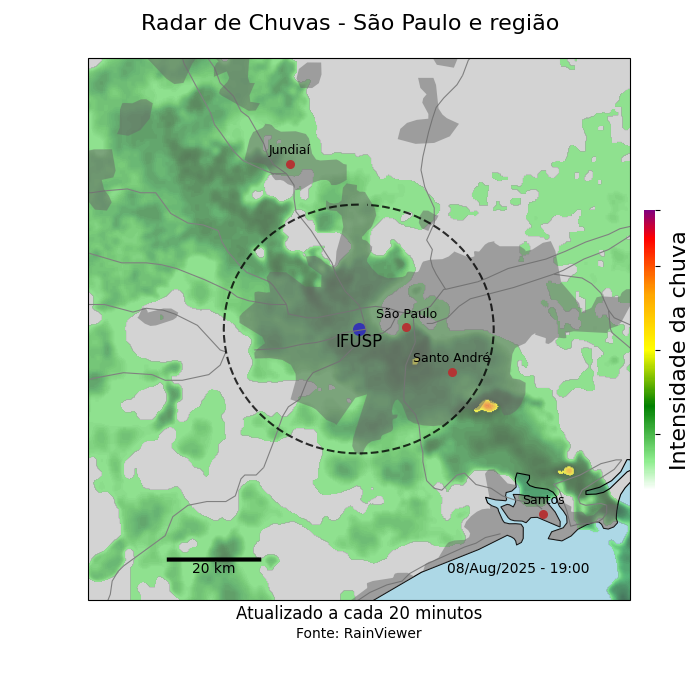 Radar de Chuvas - São Paulo e região
Jundiaí
São Paulo
IFUSP
Santo André
Santos
20 km
08/Aug/2025 - 19:00
Intensidade da chuva
Atualizado a cada 20 minutos
Fonte: RainViewer